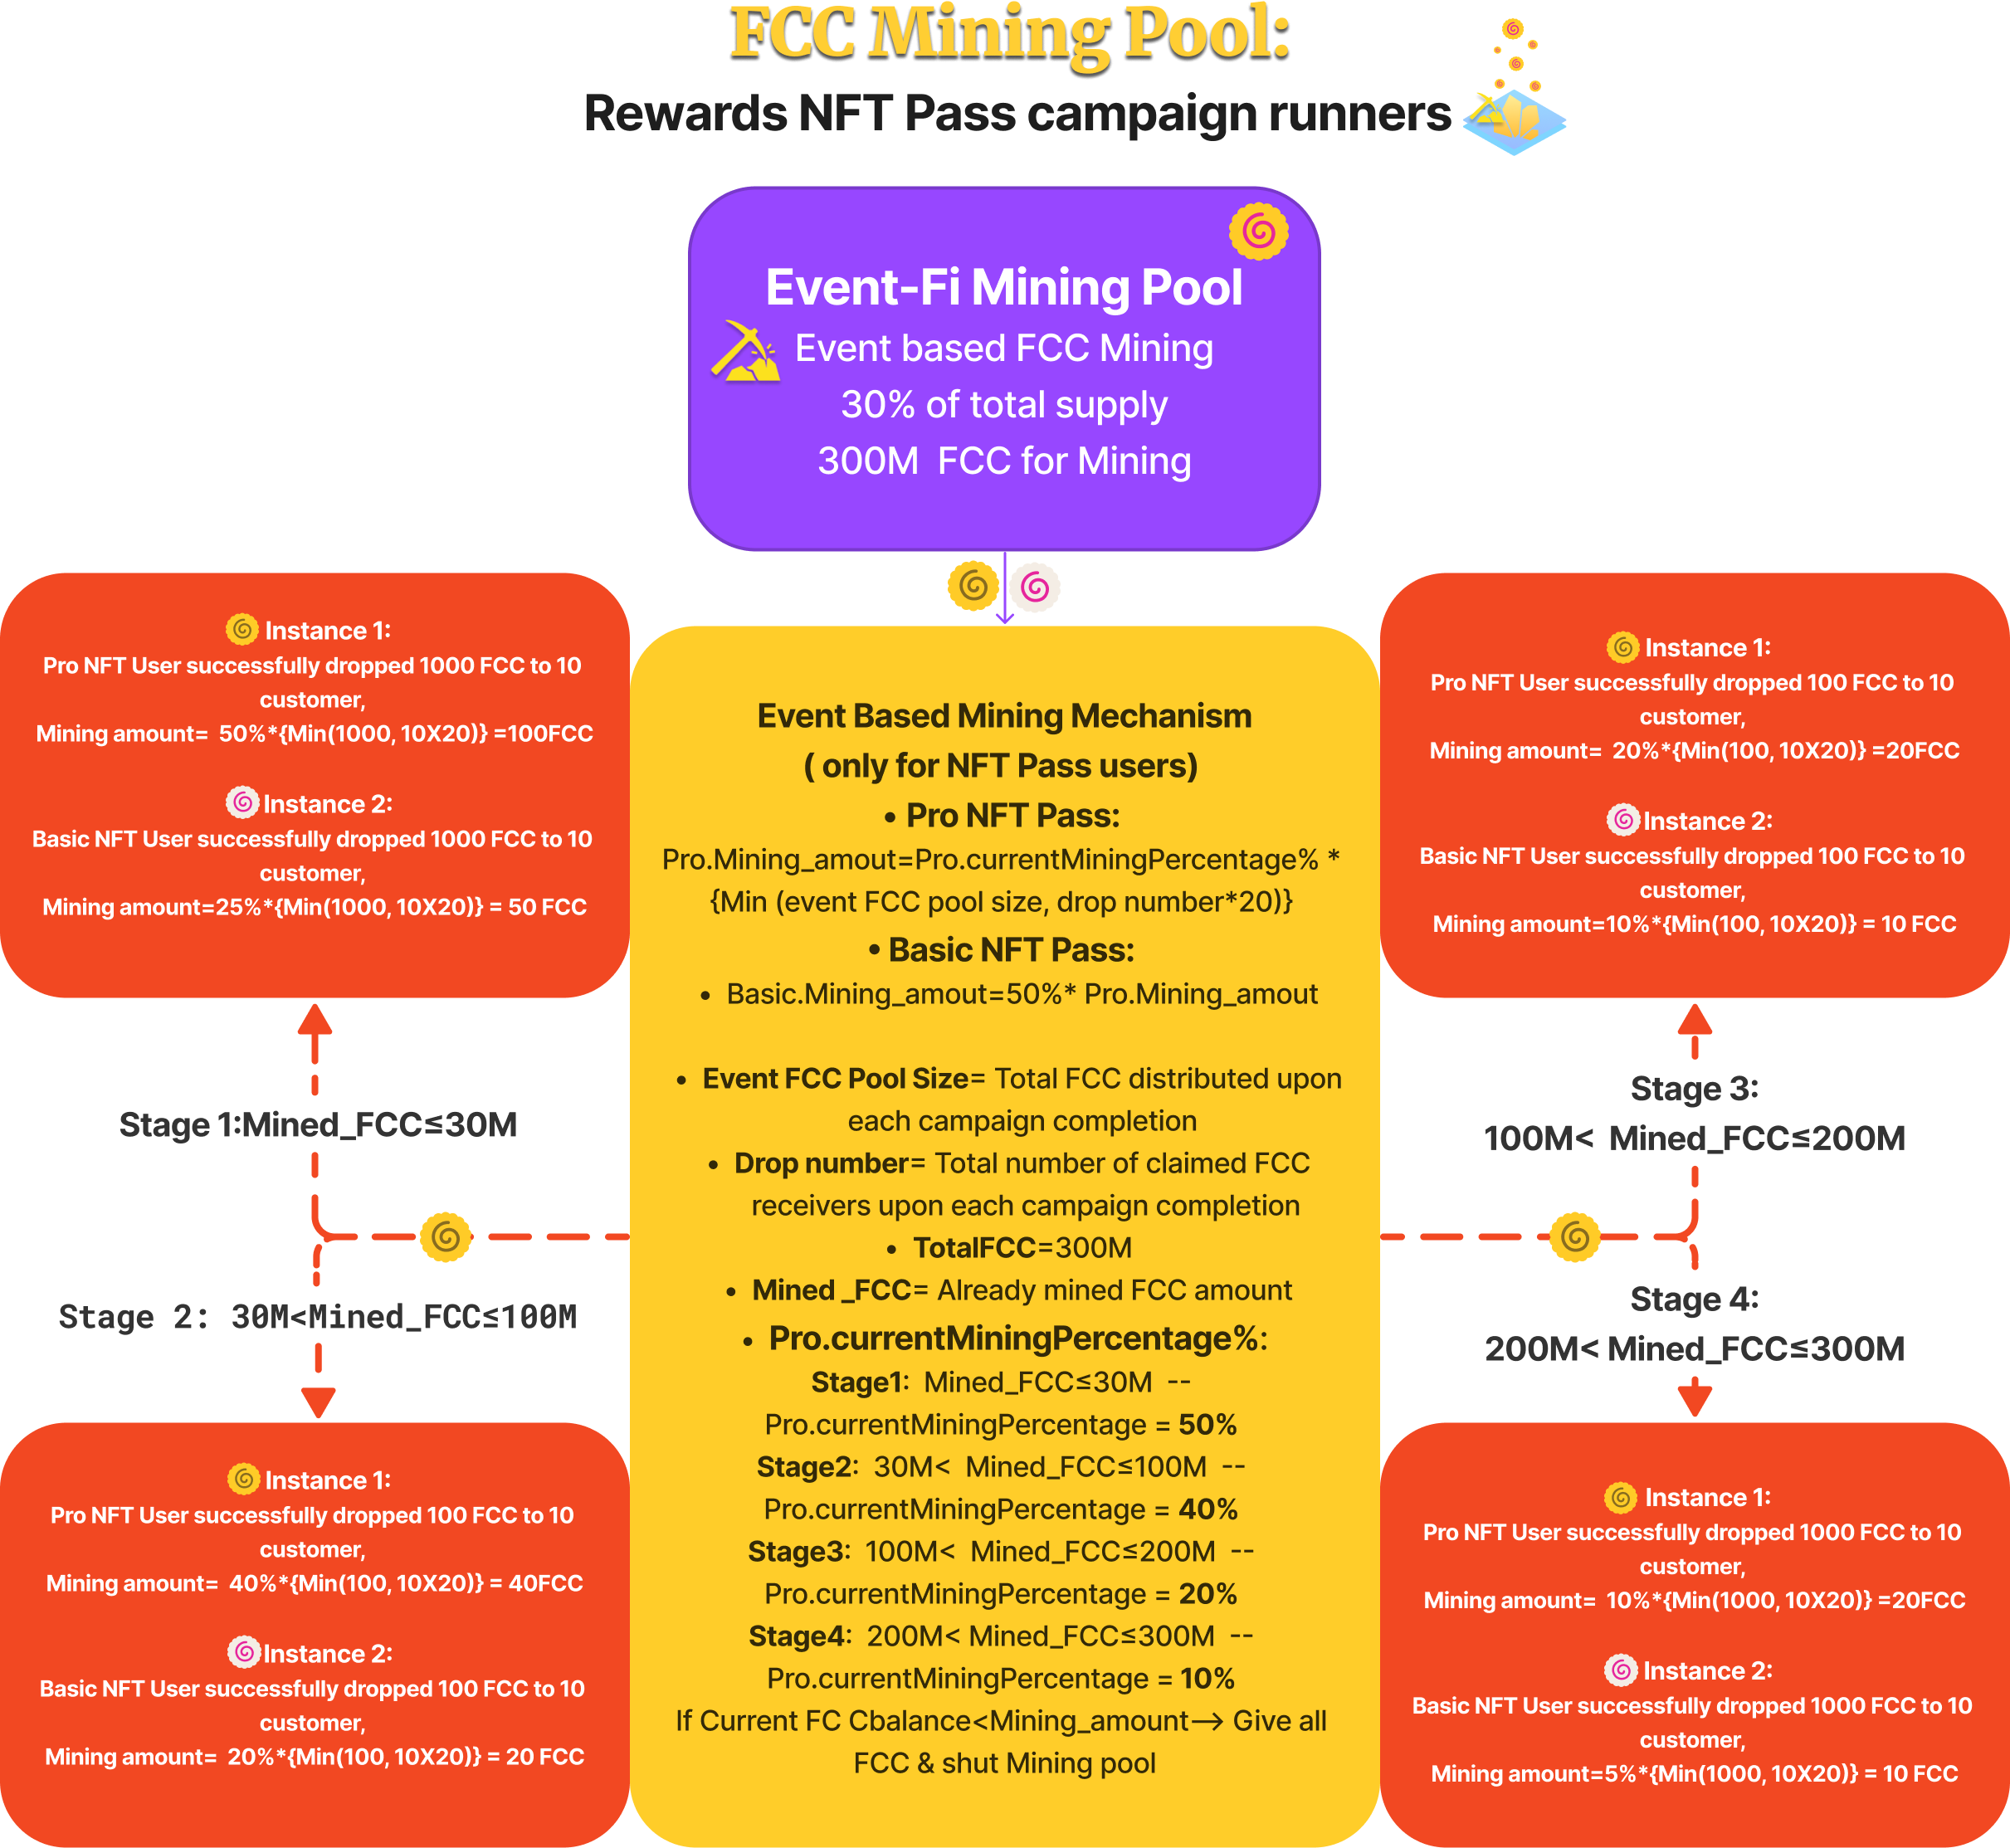 FCC Mining Pool:
Rewards NFT Pass campaign runners
Event-Fi Mining Pool
Event based FCC Mining
30% of total supply
300M FCC for Mining
Instance 1:
Pro NFT User successfully dropped 1000 FCC to 10
customer,
Mining amount= 50%*{Min(1000, 10X20)} =100FCC
Instance 2:
Basic NFT User successfully dropped 1000 FCC to 10
customer,
Mining amount=25%*{Min(1000, 10X20)} = 50 FCC
Stage 1:Mined_FCC≤30M
Stage 2: 30M<Mined_FCC≤100M
Instance 1:
Pro NFT User successfully dropped 100 FCC to 10
customer,
Mining amount= 40%*{Min(100, 10X20)} = 40FCC
Instance 2:
Basic NFT User successfully dropped 100 FCC to 10
customer,
Mining amount= 20%*{Min(100, 10X20)} = 20 FCC
Event Based Mining Mechanism
( only for NFT Pass users)
• Pro NFT Pass:
Pro.Mining_amout=Pro.currentMiningPercentage% *
{Min (event FCC pool size, drop number*20)}
• Basic NFT Pass:
• Basic.Mining_amout=50%* Pro.Mining_amout
• Event FCC Pool Size= Total FCC distributed upon
each campaign completion
• Drop number= Total number of claimed FCC
receivers upon each campaign completion
• TotalFCC=300M
• Mined _FCC= Already mined FCC amount
• Pro.currentMiningPercentage%:
Stage1: Mined_FCC≤30M --
Pro.currentMiningPercentage = 50%
Stage2: 30M< Mined_FCC≤100M --
Pro.currentMiningPercentage = 40%
Stage3: 100M< Mined_FCC≤200M --
Pro.currentMiningPercentage = 20%
Stage4: 200M< Mined_FCC≤300M --
Pro.currentMiningPercentage = 10%
If Current FC Cbalance<Mining_amount—> Give all
FCC & shut Mining pool
Instance 1:
Pro NFT User successfully dropped 100 FCC to 10
customer,
Mining amount= 20%*{Min(100, 10X20)} =20FCC
Instance 2:
Basic NFT User successfully dropped 100 FCC to 10
customer,
Mining amount=10%*{Min(100, 10X20)} = 10 FCC
Stage 3:
100M< Mined_FCC≤200M
Stage 4:
200M< Mined_FCC≤300M
Instance 1:
Pro NFT User successfully dropped 1000 FCC to 10
customer,
Mining amount= 10%*{Min(1000, 10X20)} =20FCC
Instance 2:
Basic NFT User successfully dropped 1000 FCC to 10
customer,
Mining amount=5%*{Min(1000, 10X20)} = 10 FCC